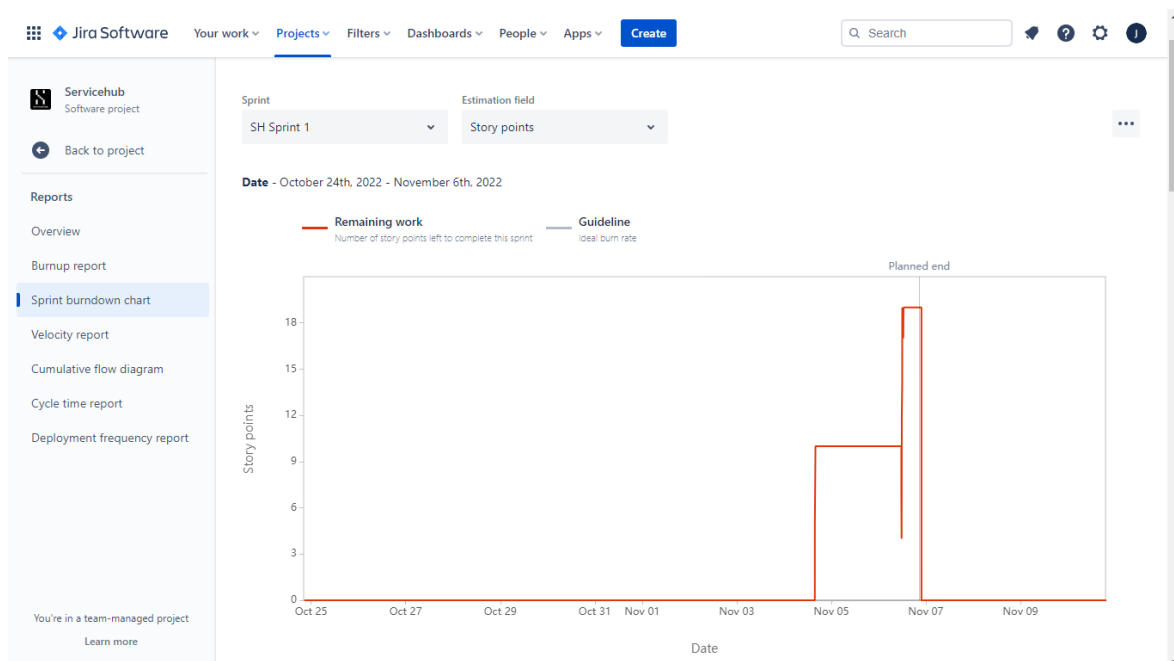 Jira Software Your work Projects Filters Dashboards People Apps Create Search ? J
Servicehub
Software project
Back to project
Reports
Overview
Burnup report
Sprint burndown chart
Velocity report
Cumulative flow diagram
Cycle time report
Deployment frequency report
You're in a team-managed project
Learn more
Sprint Estimation field
SH Sprint 1 Story points
Date - October 24th, 2022 - November 6th, 2022
Remaining work Guideline
Number of story points left to complete this sprint Ideal burn rate
Planned end
Story points
18
15
12
9
6
3
0
Oct 25 Oct 27 Oct 29 Oct 31 Nov 01 Nov 03 Nov 05 Nov 07 Nov 09
Date